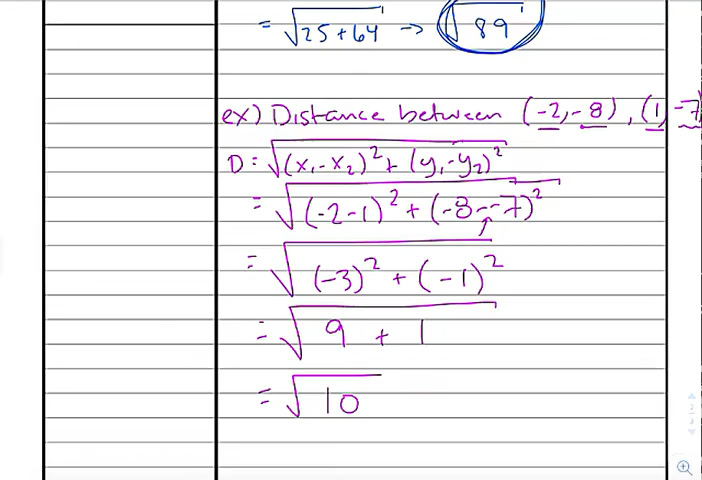 = √25+64 → √89
ex) Distance between (-2,-8), (1,-7)
D = √(x₁-x₂)² + (y₁-y₂)²
= √(-2-1)² + (-8--7)²
= √(-3)² + (-1)²
= √9 + 1
= √10